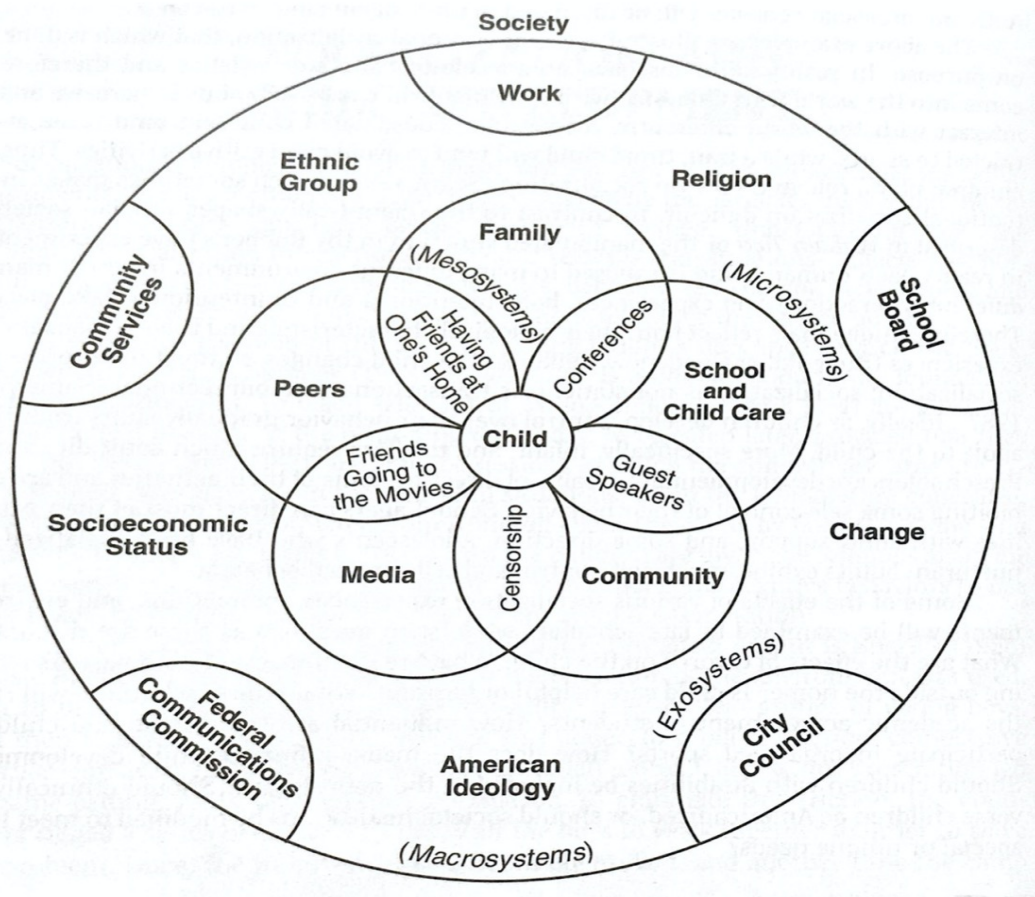 Society
Work
Ethnic
Group
Religion
Family
(Mesosystems)
(Microsystems)
Community
Services
School
Board
Having
Friends at
One's Home
Conferences
Peers
School
and
Child Care
Child
Friends
Going to
the Movies
Guest
Speakers
Socioeconomic
Status
Change
Media
Censorship
Community
(Exosystems)
Federal
Communications
Commission
City
Council
American
Ideology
(Macrosystems)